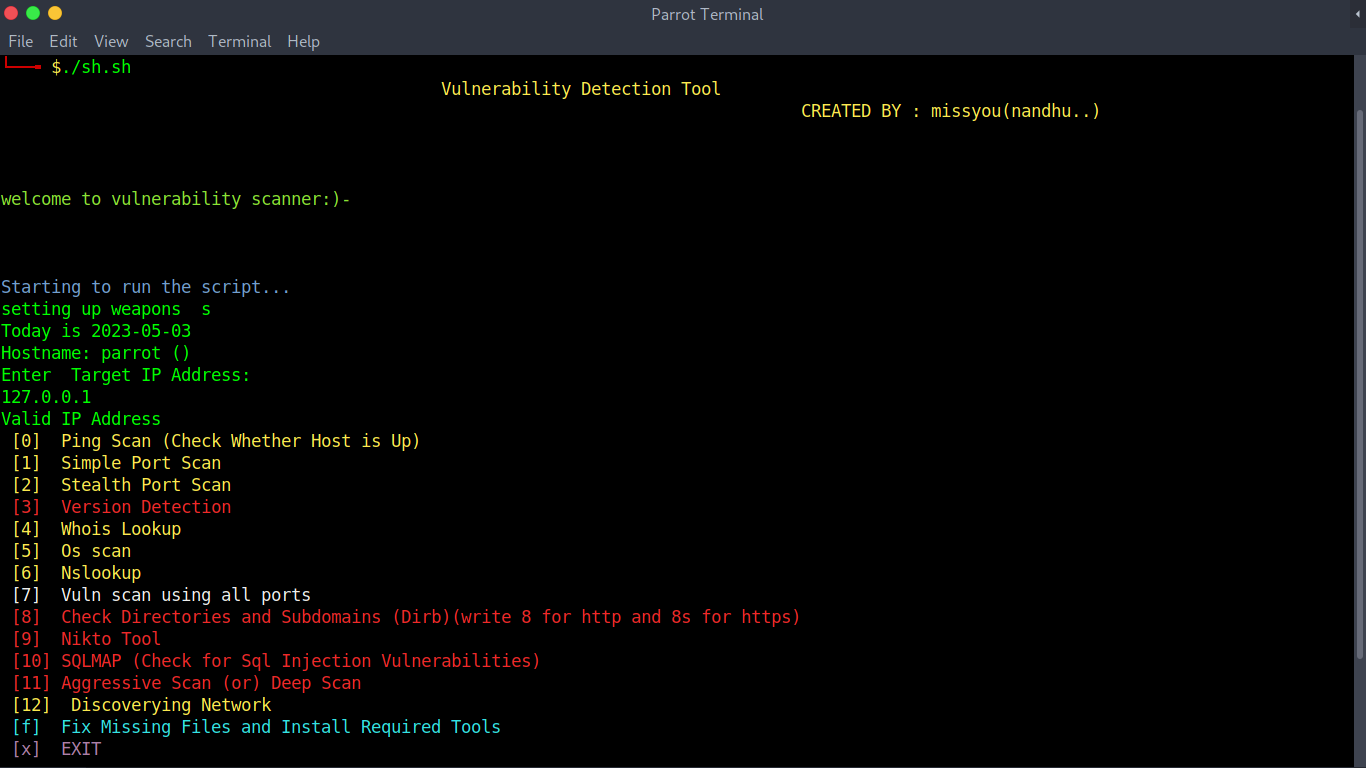 Parrot Terminal
File Edit View Search Terminal Help
$./sh.sh
Vulnerability Detection Tool
CREATED BY : missyou(nandhu..)
welcome to vulnerability scanner:)-
Starting to run the script...
setting up weapons  s
Today is 2023-05-03
Hostname: parrot ()
Enter  Target IP Address:
127.0.0.1
Valid IP Address
[0]  Ping Scan (Check Whether Host is Up)
[1]  Simple Port Scan
[2]  Stealth Port Scan
[3]  Version Detection
[4]  Whois Lookup
[5]  Os scan
[6]  Nslookup
[7]  Vuln scan using all ports
[8]  Check Directories and Subdomains (Dirb)(write 8 for http and 8s for https)
[9]  Nikto Tool
[10] SQLMAP (Check for Sql Injection Vulnerabilities)
[11] Aggressive Scan (or) Deep Scan
[12]  Discoverying Network
[f]  Fix Missing Files and Install Required Tools
[x]  EXIT